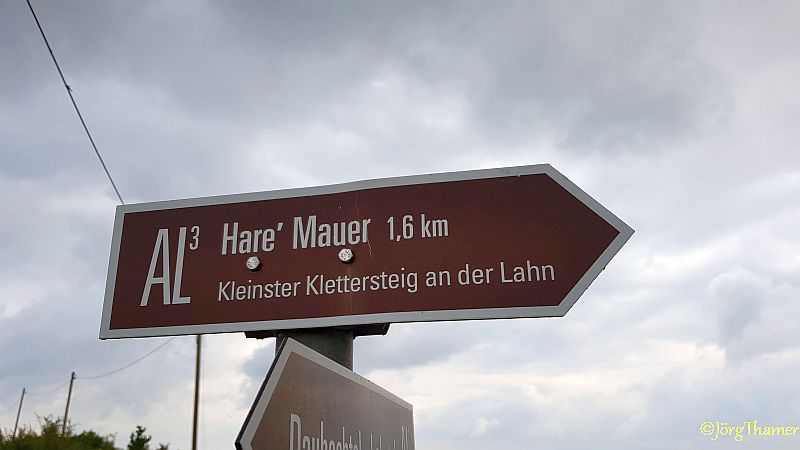 AL³ Hare' Mauer 1,6 km
Kleinster Klettersteig an der Lahn
©JörgThamer